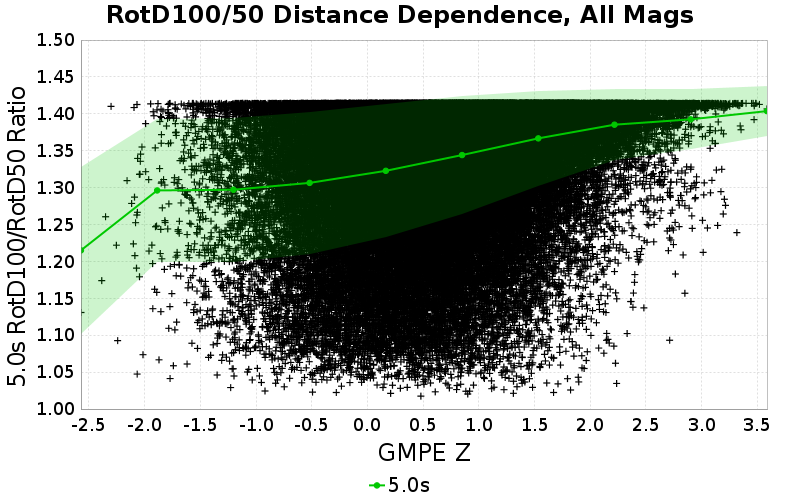 RotD100/50 Distance Dependence, All Mags
5.0s RotD100/RotD50 Ratio
1.50
1.45
1.40
1.35
1.30
1.25
1.20
1.15
1.10
1.05
1.00
-2.5 -2.0 -1.5 -1.0 -0.5 0.0 0.5 1.0 1.5 2.0 2.5 3.0 3.5
GMPE Z
5.0s